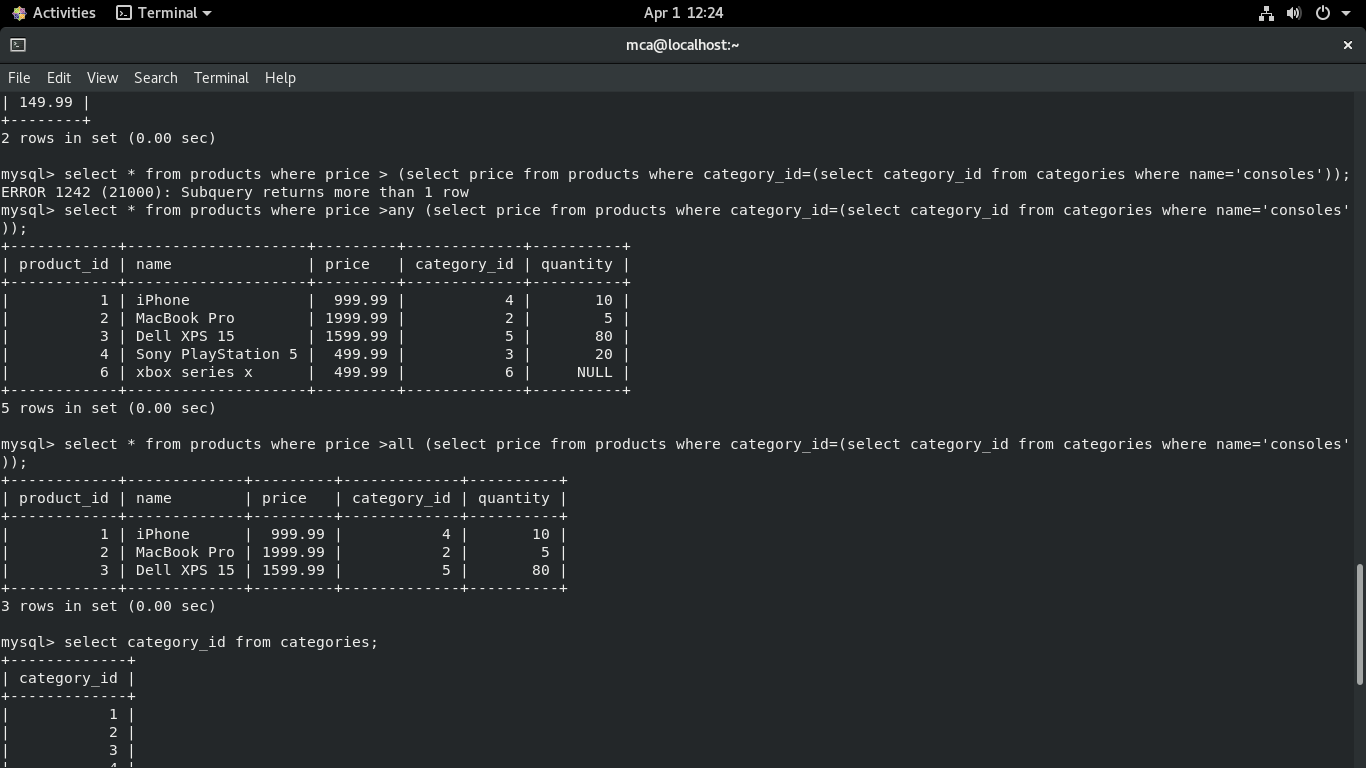 Activities Terminal Apr 1 12:24
mca@localhost:~
File Edit View Search Terminal Help
| 149.99 |
+--------+
2 rows in set (0.00 sec)

mysql> select * from products where price > (select price from products where category_id=(select category_id from categories where name='consoles'));
ERROR 1242 (21000): Subquery returns more than 1 row
mysql> select * from products where price >any (select price from products where category_id=(select category_id from categories where name='consoles'
));
+------------+--------------------+---------+-------------+----------+
| product_id | name               | price   | category_id | quantity |
+------------+--------------------+---------+-------------+----------+
|          1 | iPhone             |  999.99 |           4 |       10 |
|          2 | MacBook Pro        | 1999.99 |           2 |        5 |
|          3 | Dell XPS 15        | 1599.99 |           5 |       80 |
|          4 | Sony PlayStation 5 |  499.99 |           3 |       20 |
|          6 | xbox series x      |  499.99 |           6 |     NULL |
+------------+--------------------+---------+-------------+----------+
5 rows in set (0.00 sec)

mysql> select * from products where price >all (select price from products where category_id=(select category_id from categories where name='consoles'
));
+------------+-------------+---------+-------------+----------+
| product_id | name        | price   | category_id | quantity |
+------------+-------------+---------+-------------+----------+
|          1 | iPhone      |  999.99 |           4 |       10 |
|          2 | MacBook Pro | 1999.99 |           2 |        5 |
|          3 | Dell XPS 15 | 1599.99 |           5 |       80 |
+------------+-------------+---------+-------------+----------+
3 rows in set (0.00 sec)

mysql> select category_id from categories;
+-------------+
| category_id |
+-------------+
|           1 |
|           2 |
|           3 |